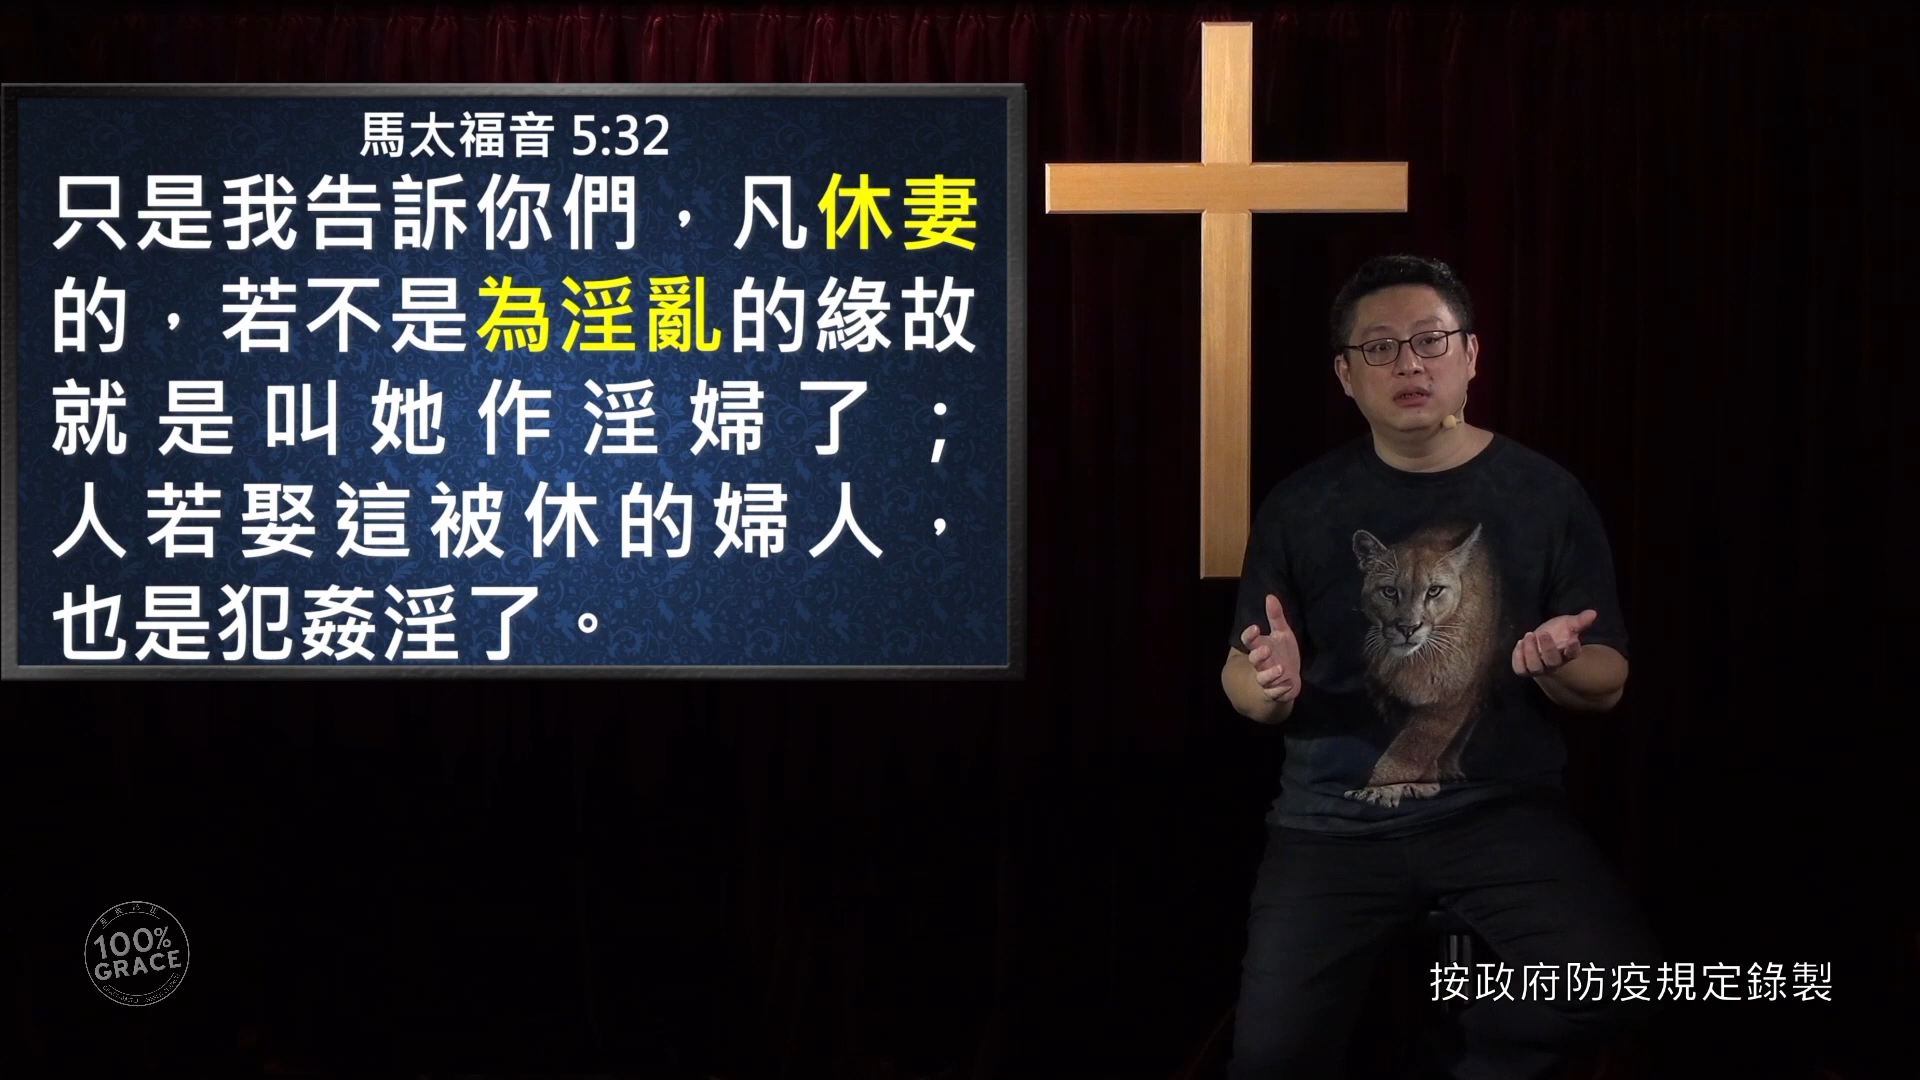 馬太福音 5:32
只是我告訴你們，凡休妻
的，若不是為淫亂的緣故
就是叫她作淫婦了；
人若娶這被休的婦人，
也是犯姦淫了。
100%
GRACE
按政府防疫規定錄製